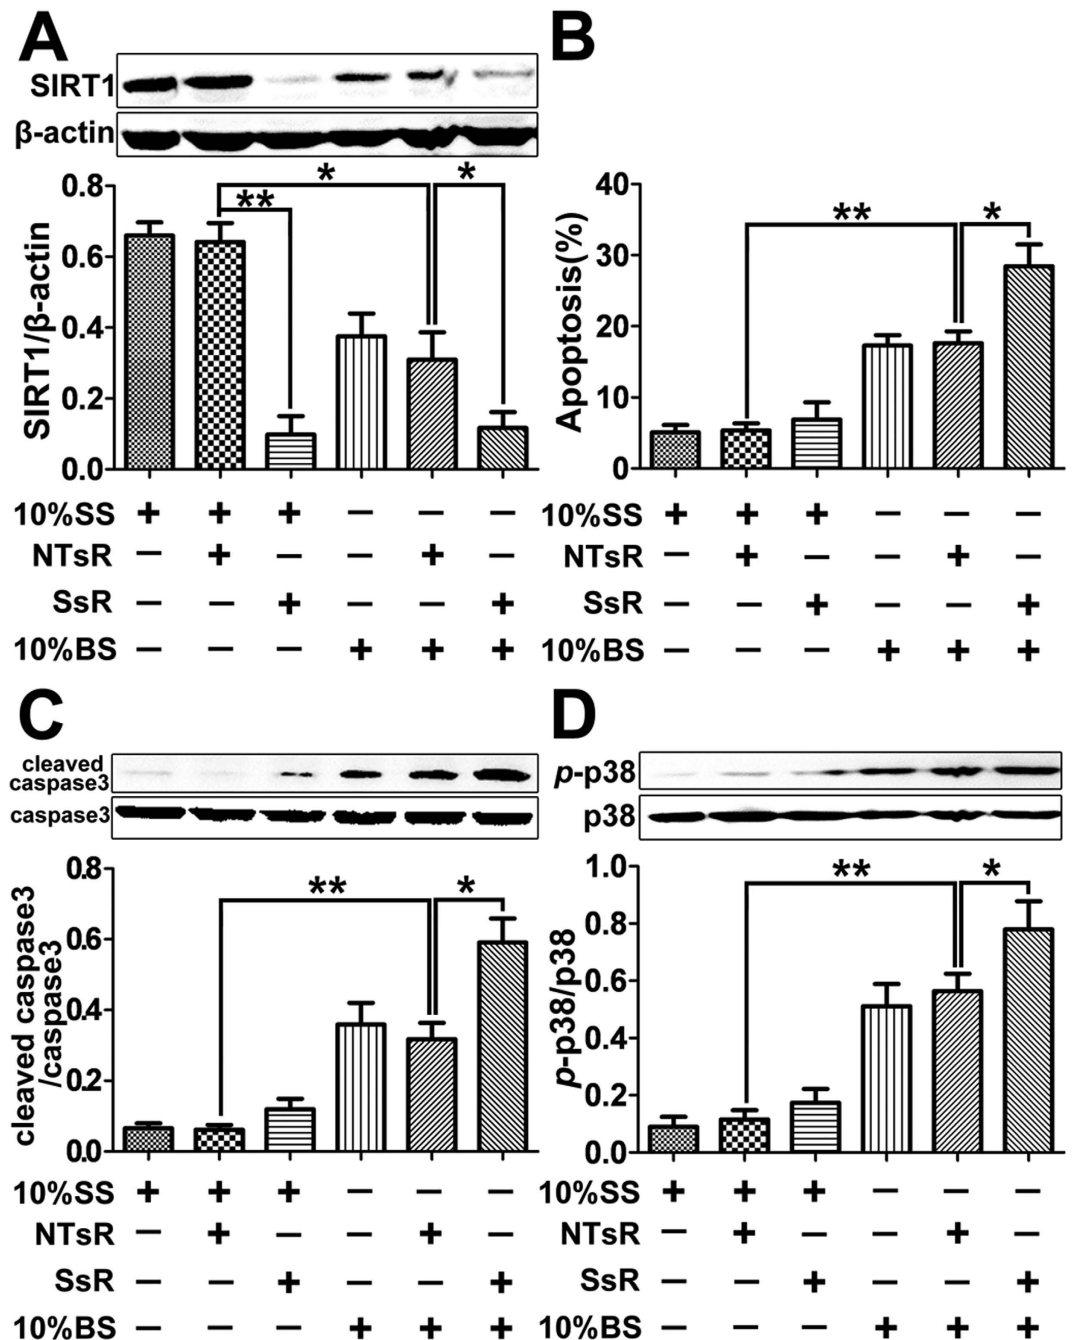 A
SIRT1
β-actin
SIRT1/β-actin
0.8
0.6
0.4
0.2
0.0
**
*
*
10%SS + + + − − −
NTsR − + − − + −
SsR − − + − − +
10%BS − − − + + +
B
Apoptosis(%)
40
30
20
10
0
**
*
10%SS + + + − − −
NTsR − + − − + −
SsR − − + − − +
10%BS − − − + + +
C
cleaved
caspase3
caspase3
cleaved caspase3
/caspase3
0.8
0.6
0.4
0.2
0.0
**
*
10%SS + + + − − −
NTsR − + − − + −
SsR − − + − − +
10%BS − − − + + +
D
p-p38
p38
p-p38/p38
1.0
0.8
0.6
0.4
0.2
0.0
**
*
10%SS + + + − − −
NTsR − + − − + −
SsR − − + − − +
10%BS − − − + + +